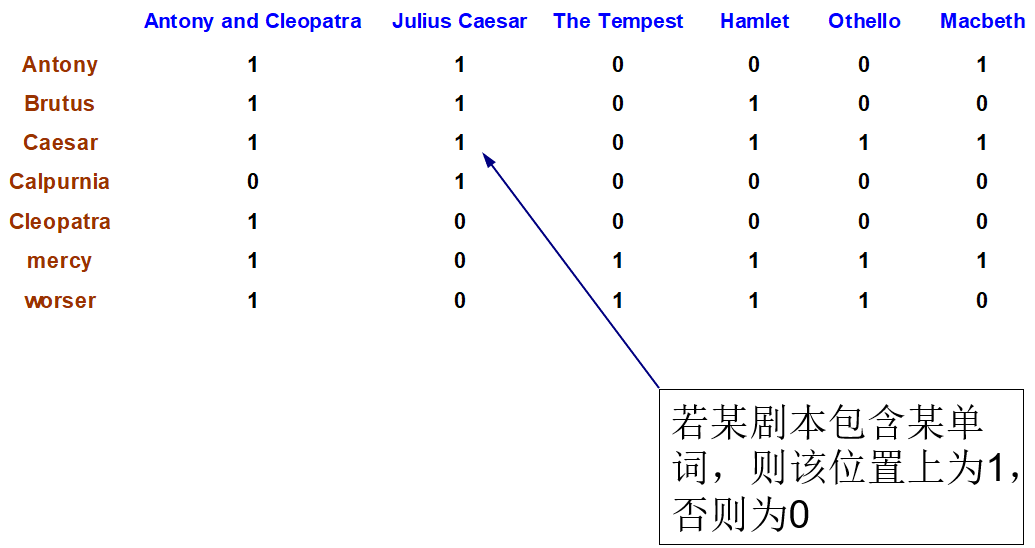 Antony and Cleopatra Julius Caesar The Tempest Hamlet Othello Macbeth
Antony 1 1 0 0 0 1
Brutus 1 1 0 1 0 0
Caesar 1 1 0 1 1 1
Calpurnia 0 1 0 0 0 0
Cleopatra 1 0 0 0 0 0
mercy 1 0 1 1 1 1
worser 1 0 1 1 1 0
若某剧本包含某单
词，则该位置上为1，
否则为0